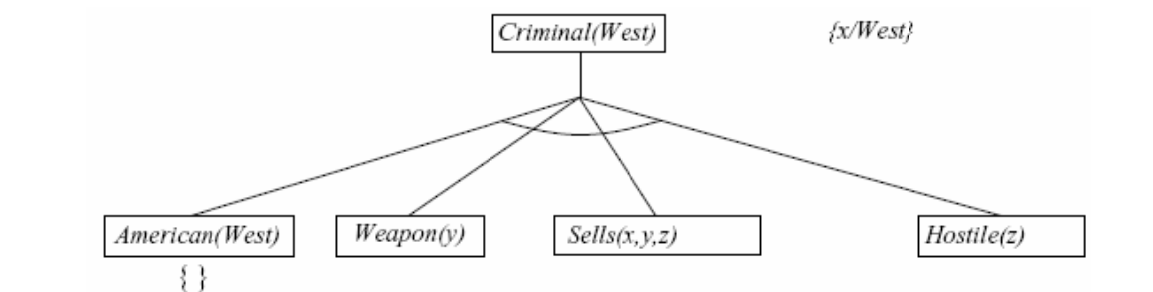 Criminal(West)
{x/West}
American(West)
Weapon(y)
Sells(x,y,z)
Hostile(z)
{ }